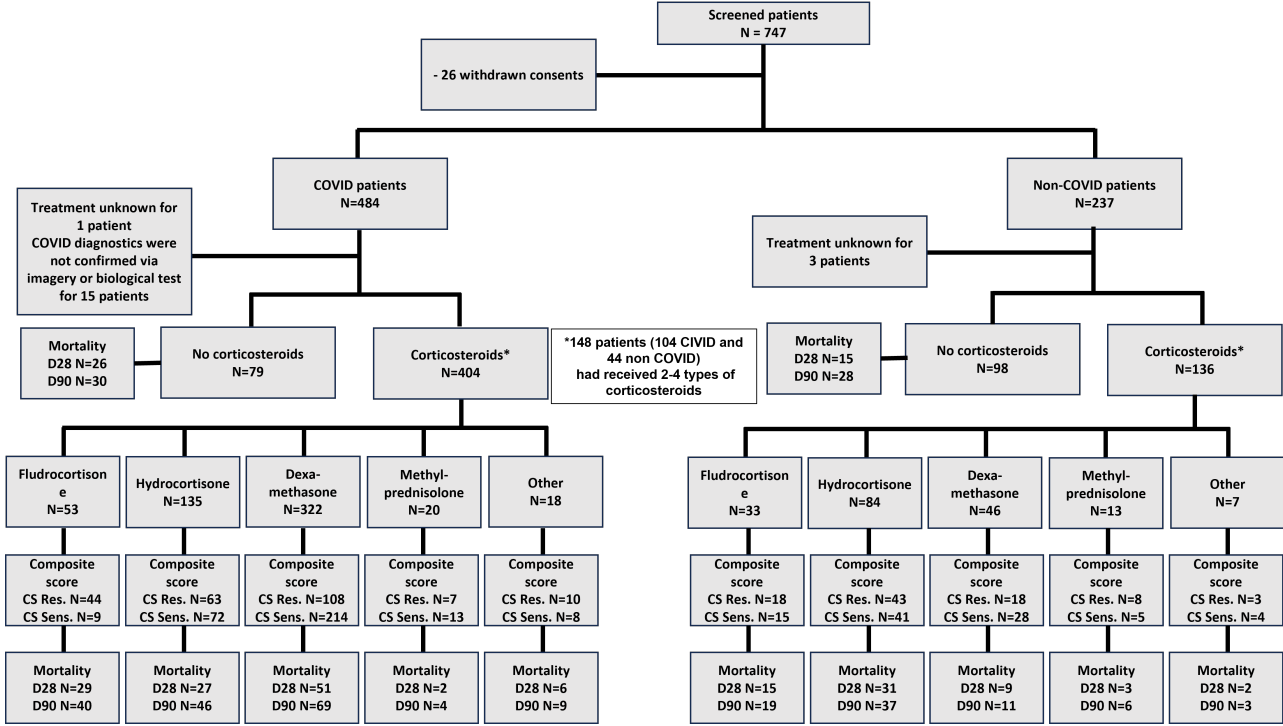 Screened patients
N = 747
- 26 withdrawn consents
COVID patients
N=484
Non-COVID patients
N=237
Treatment unknown for
1 patient
COVID diagnostics were
not confirmed via
imagery or biological test
for 15 patients
Treatment unknown for
3 patients
Mortality
D28 N=26
D90 N=30
No corticosteroids
N=79
Corticosteroids*
N=404
*148 patients (104 CIVID and
44 non COVID)
had received 2-4 types of
corticosteroids
Mortality
D28 N=15
D90 N=28
No corticosteroids
N=98
Corticosteroids*
N=136
Fludrocortison
e
N=53
Hydrocortisone
N=135
Dexa-
methasone
N=322
Methyl-
prednisolone
N=20
Other
N=18
Fludrocortison
e
N=33
Hydrocortisone
N=84
Dexa-
methasone
N=46
Methyl-
prednisolone
N=13
Other
N=7
Composite
score
CS Res. N=44
CS Sens. N=9
Composite
score
CS Res. N=63
CS Sens. N=72
Composite
score
CS Res. N=108
CS Sens. N=214
Composite
score
CS Res. N=7
CS Sens. N=13
Composite
score
CS Res. N=10
CS Sens. N=8
Composite
score
CS Res. N=18
CS Sens. N=15
Composite
score
CS Res. N=43
CS Sens. N=41
Composite
score
CS Res. N=18
CS Sens. N=28
Composite
score
CS Res. N=8
CS Sens. N=5
Composite
score
CS Res. N=3
CS Sens. N=4
Mortality
D28 N=29
D90 N=40
Mortality
D28 N=27
D90 N=46
Mortality
D28 N=51
D90 N=69
Mortality
D28 N=2
D90 N=4
Mortality
D28 N=6
D90 N=9
Mortality
D28 N=15
D90 N=19
Mortality
D28 N=31
D90 N=37
Mortality
D28 N=9
D90 N=11
Mortality
D28 N=3
D90 N=6
Mortality
D28 N=2
D90 N=3